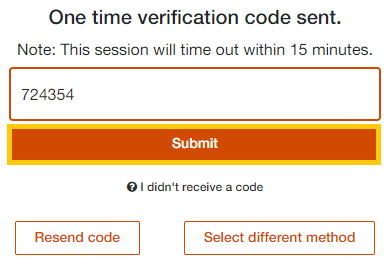 One time verification code sent.
Note: This session will time out within 15 minutes.
724354
Submit
? I didn't receive a code
Resend code
Select different method